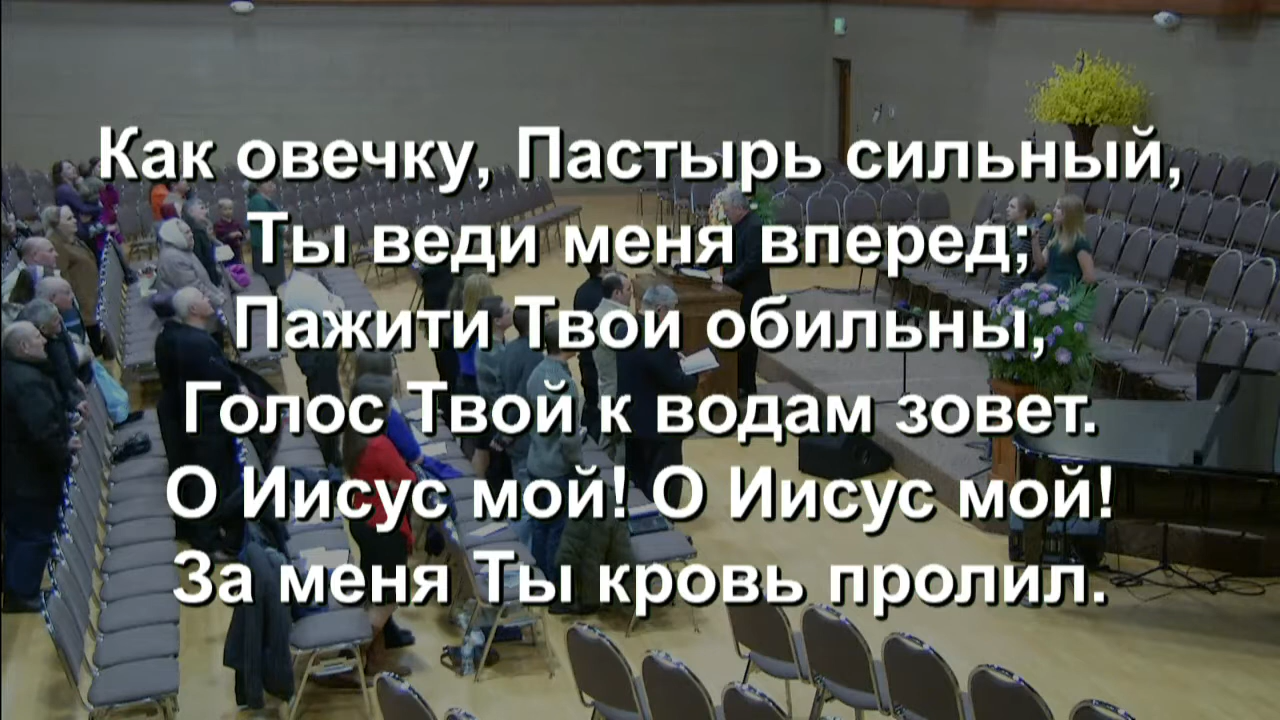 Как овечку, Пастырь сильный,
Ты веди меня вперед;
Пажити Твои обильны,
Голос Твой к водам зовет.
О Иисус мой! О Иисус мой!
За меня Ты кровь пролил.